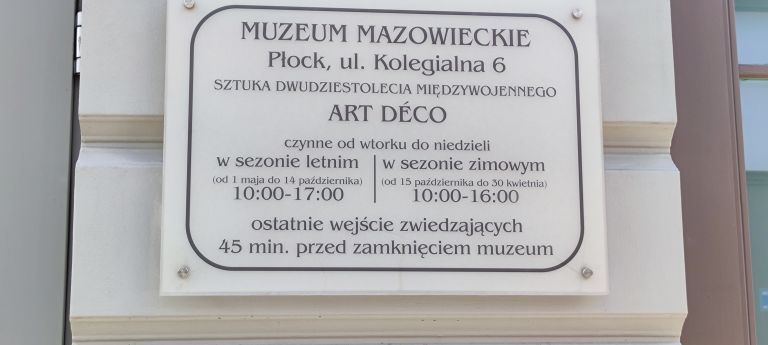 MUZEUM MAZOWIECKIE
Płock, ul. Kolegialna 6
SZTUKA DWUDZIESTOLECIA MIĘDZYWOJENNEGO
ART DÉCO
czynne od wtorku do niedzieli
w sezonie letnim
(od 1 maja do 14 października)
10:00-17:00
w sezonie zimowym
(od 15 października do 30 kwietnia)
10:00-16:00
ostatnie wejście zwiedzających
45 min. przed zamknięciem muzeum